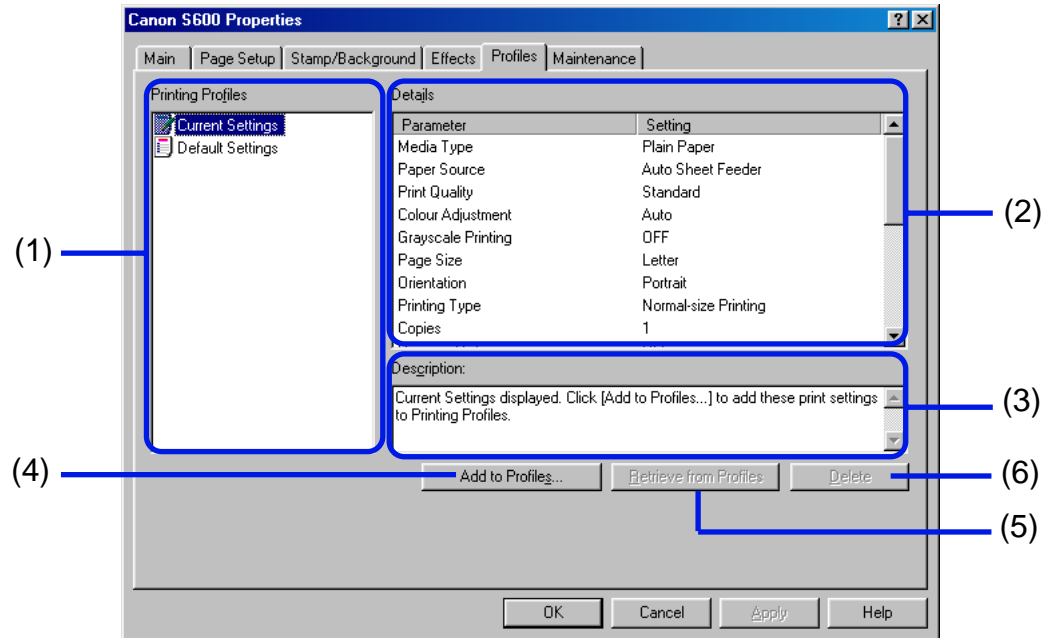 Canon S600 Properties
Main Page Setup Stamp/Background Effects Profiles Maintenance
Printing Profiles
Current Settings
Default Settings
Details
Parameter Setting
Media Type Plain Paper
Paper Source Auto Sheet Feeder
Print Quality Standard
Colour Adjustment Auto
Grayscale Printing OFF
Page Size Letter
Orientation Portrait
Printing Type Normal-size Printing
Copies 1
Description:
Current Settings displayed. Click [Add to Profiles...] to add these print settings
to Printing Profiles.
Add to Profiles... Retrieve from Profiles Delete
OK Cancel Apply Help
(1)
(2)
(3)
(4)
(6)
(5)